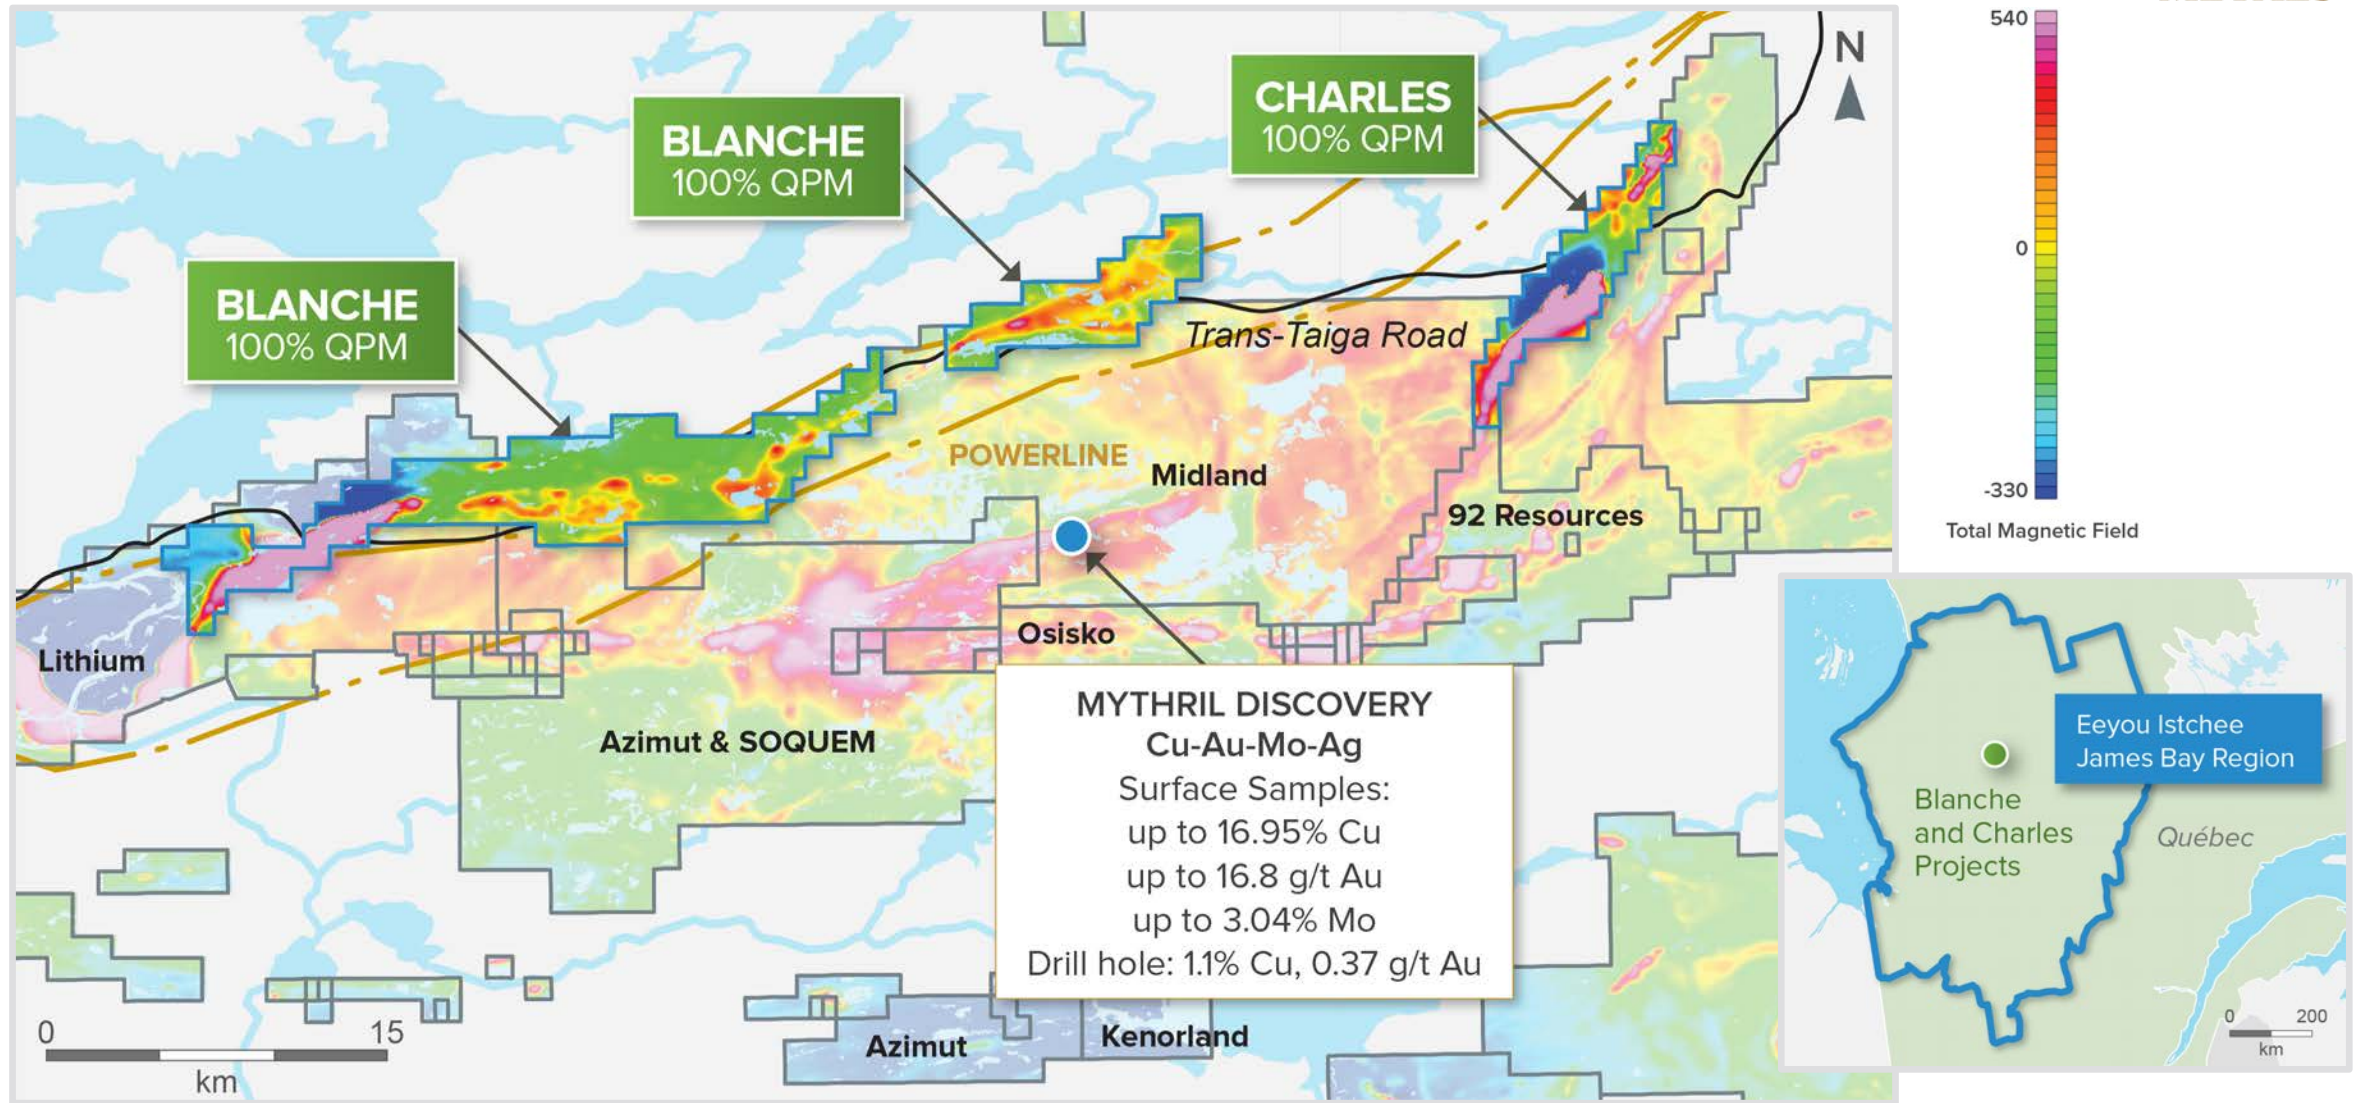 BLANCHE
100% QPM
BLANCHE
100% QPM
CHARLES
100% QPM
N
Trans-Taiga Road
POWERLINE
Midland
92 Resources
Lithium
Osisko
Azimut & SOQUEM
MYTHRIL DISCOVERY
Cu-Au-Mo-Ag
Surface Samples:
up to 16.95% Cu
up to 16.8 g/t Au
up to 3.04% Mo
Drill hole: 1.1% Cu, 0.37 g/t Au
Azimut
Kenorland
0 15
km
540
0
-330
Total Magnetic Field
Eeyou Istchee
James Bay Region
Blanche
and Charles
Projects
Québec
0 200
km